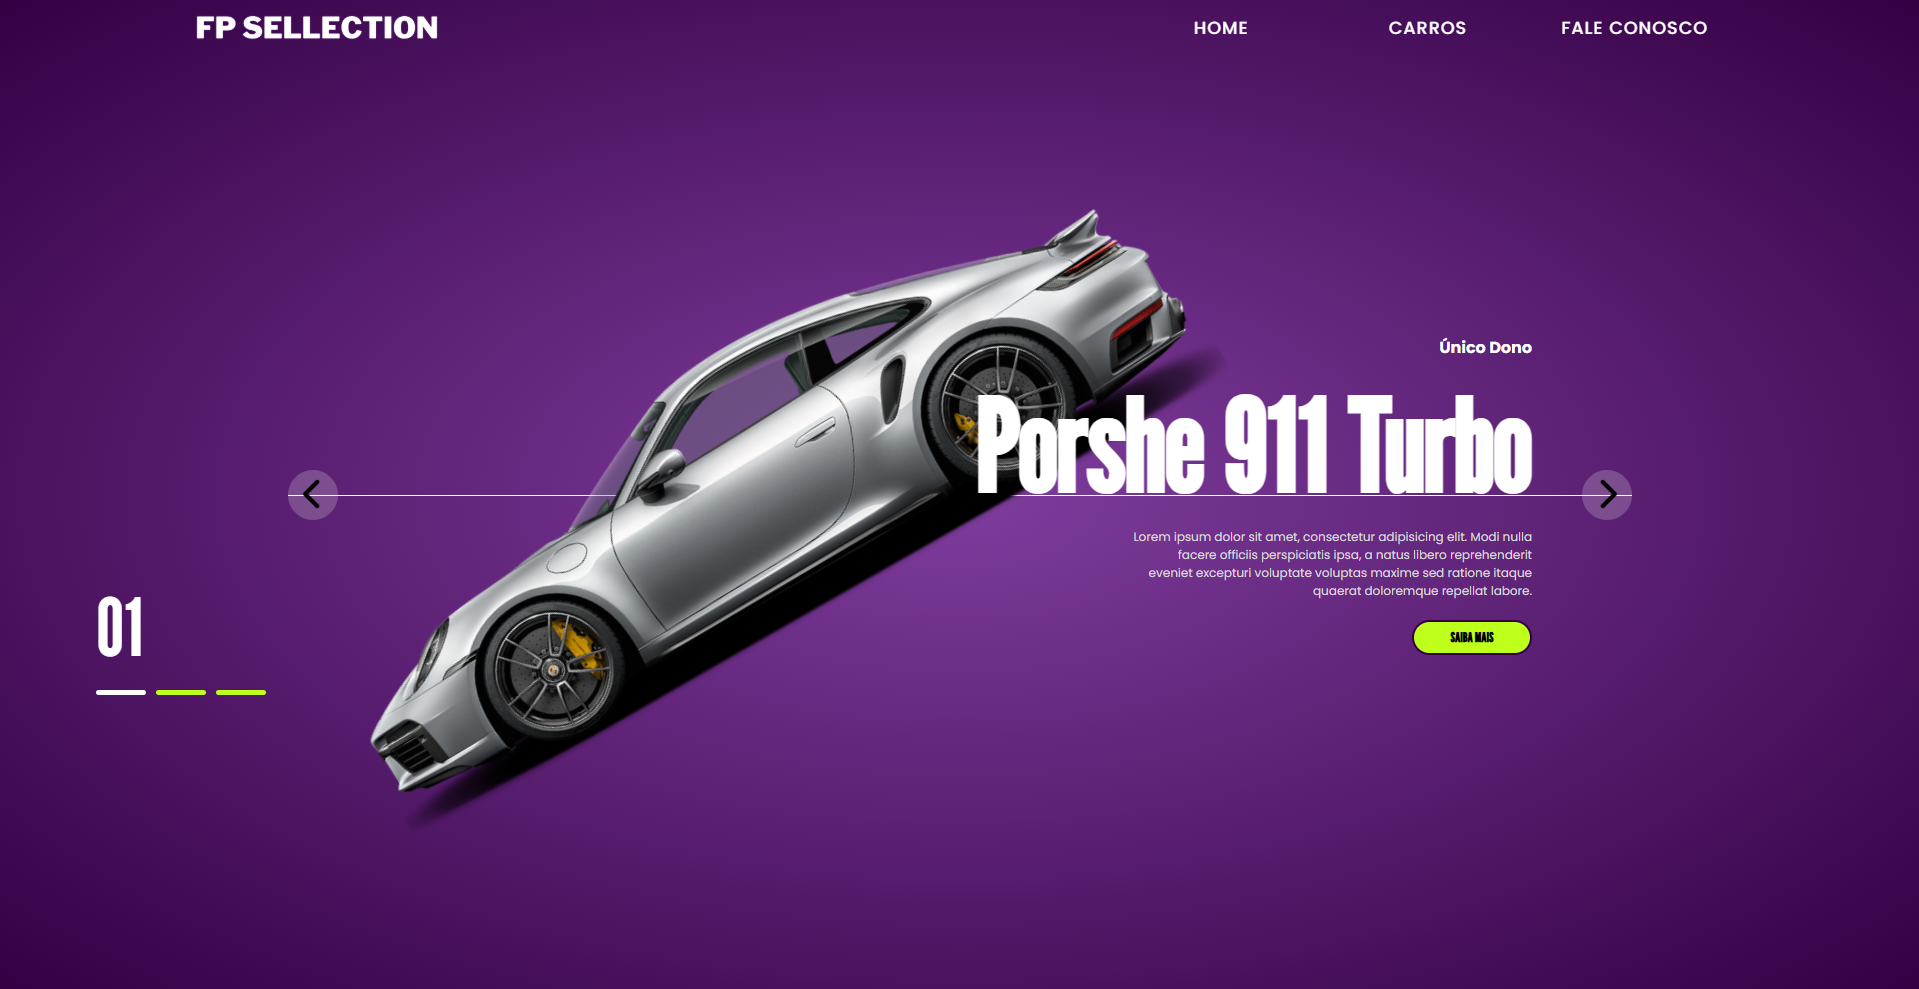 FP SELLECTION
HOME CARROS FALE CONOSCO
Único Dono
Porshe 911 Turbo
Lorem ipsum dolor sit amet, consectetur adipisicing elit. Modi nulla
facere officiis perspiciatis ipsa, a natus libero reprehenderit
eveniet excepturi voluptate voluptas maxime sed ratione itaque
quaerat doloremque repellat labore.
SAIBA MAIS
01